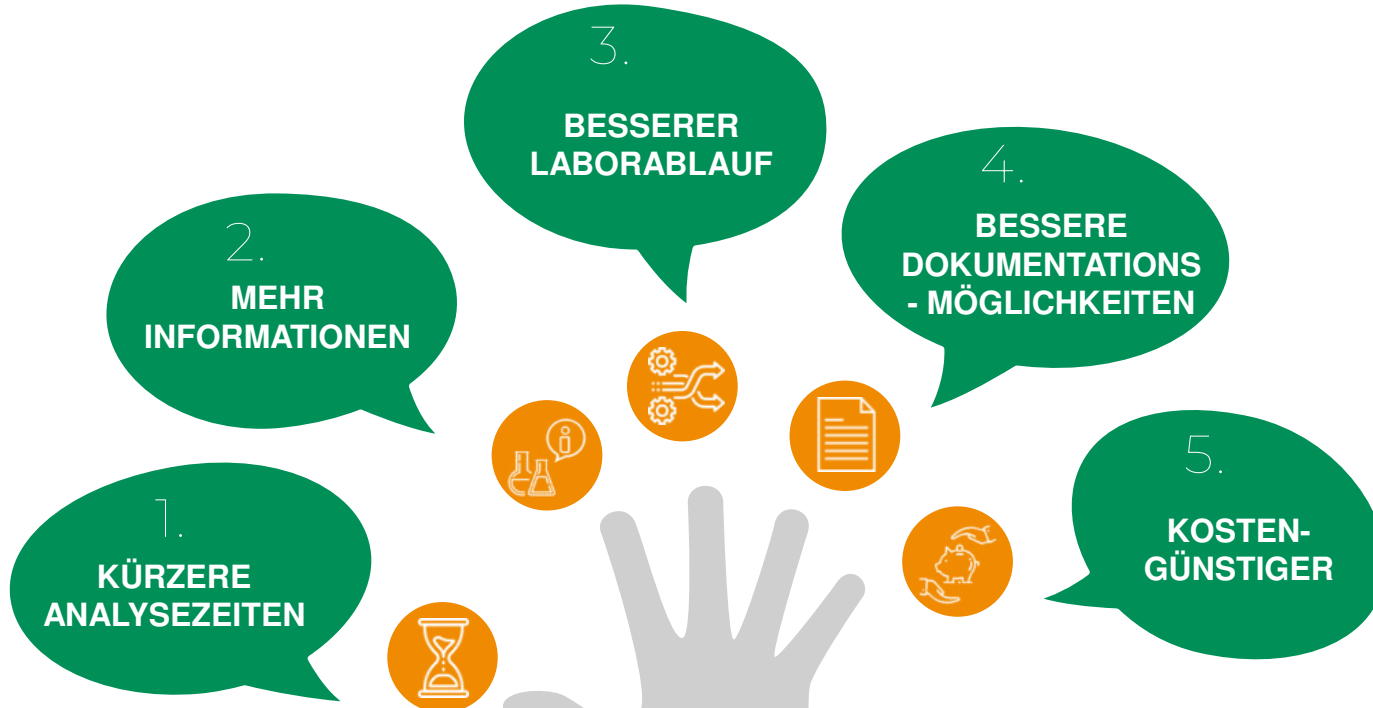 1.
KÜRZERE
ANALYSEZEITEN
2.
MEHR
INFORMATIONEN
3.
BESSERER
LABORABLAUF
4.
BESSERE
DOKUMENTATIONS
- MÖGLICHKEITEN
5.
KOSTEN-
GÜNSTIGER